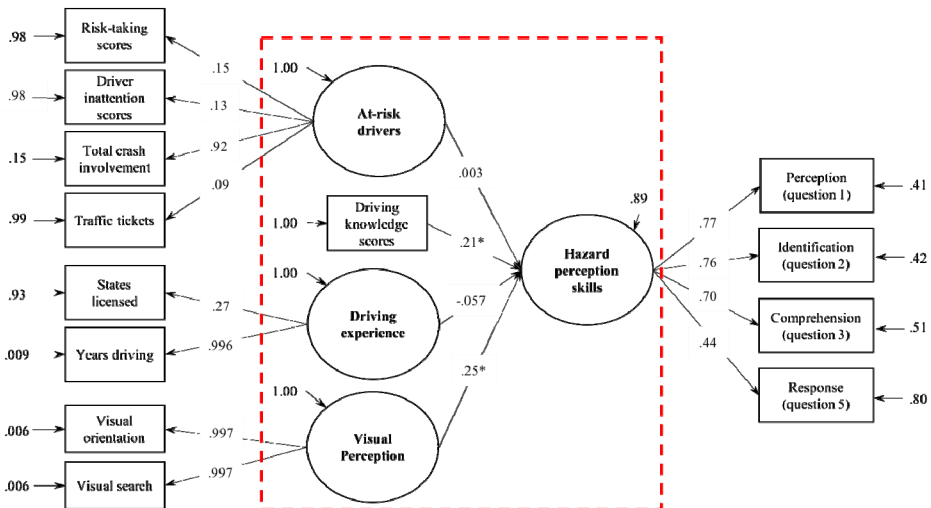 .98
Risk-taking
scores
.98
Driver
inattention
scores
.15
Total crash
involvement
.99
Traffic tickets
.93
States
licensed
.009
Years driving
.006
Visual
orientation
.006
Visual search
.15
.13
.92
.09
.27
.996
.997
.997
1.00
At-risk
drivers
1.00
Driving
knowledge
scores
1.00
Driving
experience
1.00
Visual
Perception
.003
.21*
-.057
.25*
.89
Hazard
perception
skills
.77
.76
.70
.44
Perception
(question 1)
.41
Identification
(question 2)
.42
Comprehension
(question 3)
.51
Response
(question 5)
.80